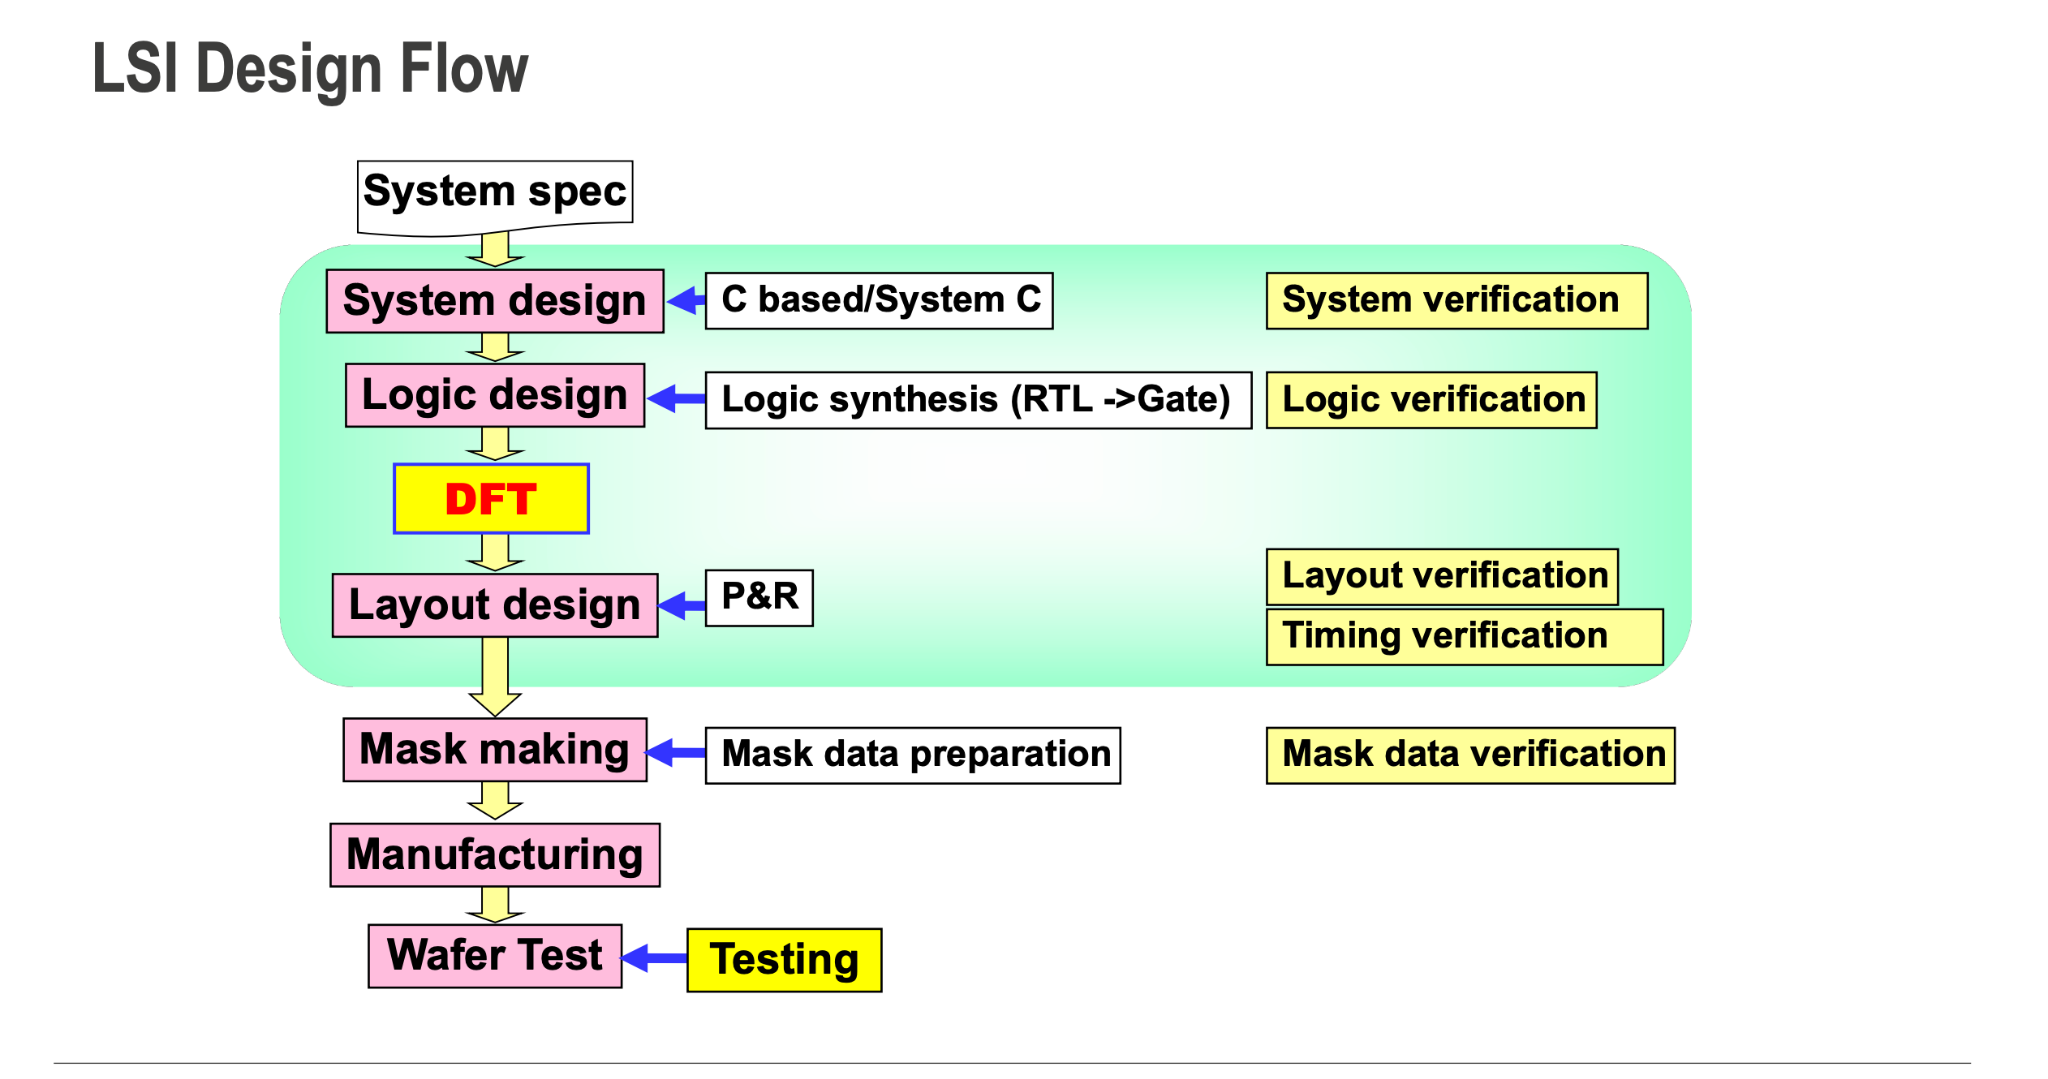 LSI Design Flow
System spec
System design
C based/System C
System verification
Logic design
Logic synthesis (RTL ->Gate)
Logic verification
DFT
Layout design
P&R
Layout verification
Timing verification
Mask making
Mask data preparation
Mask data verification
Manufacturing
Wafer Test
Testing